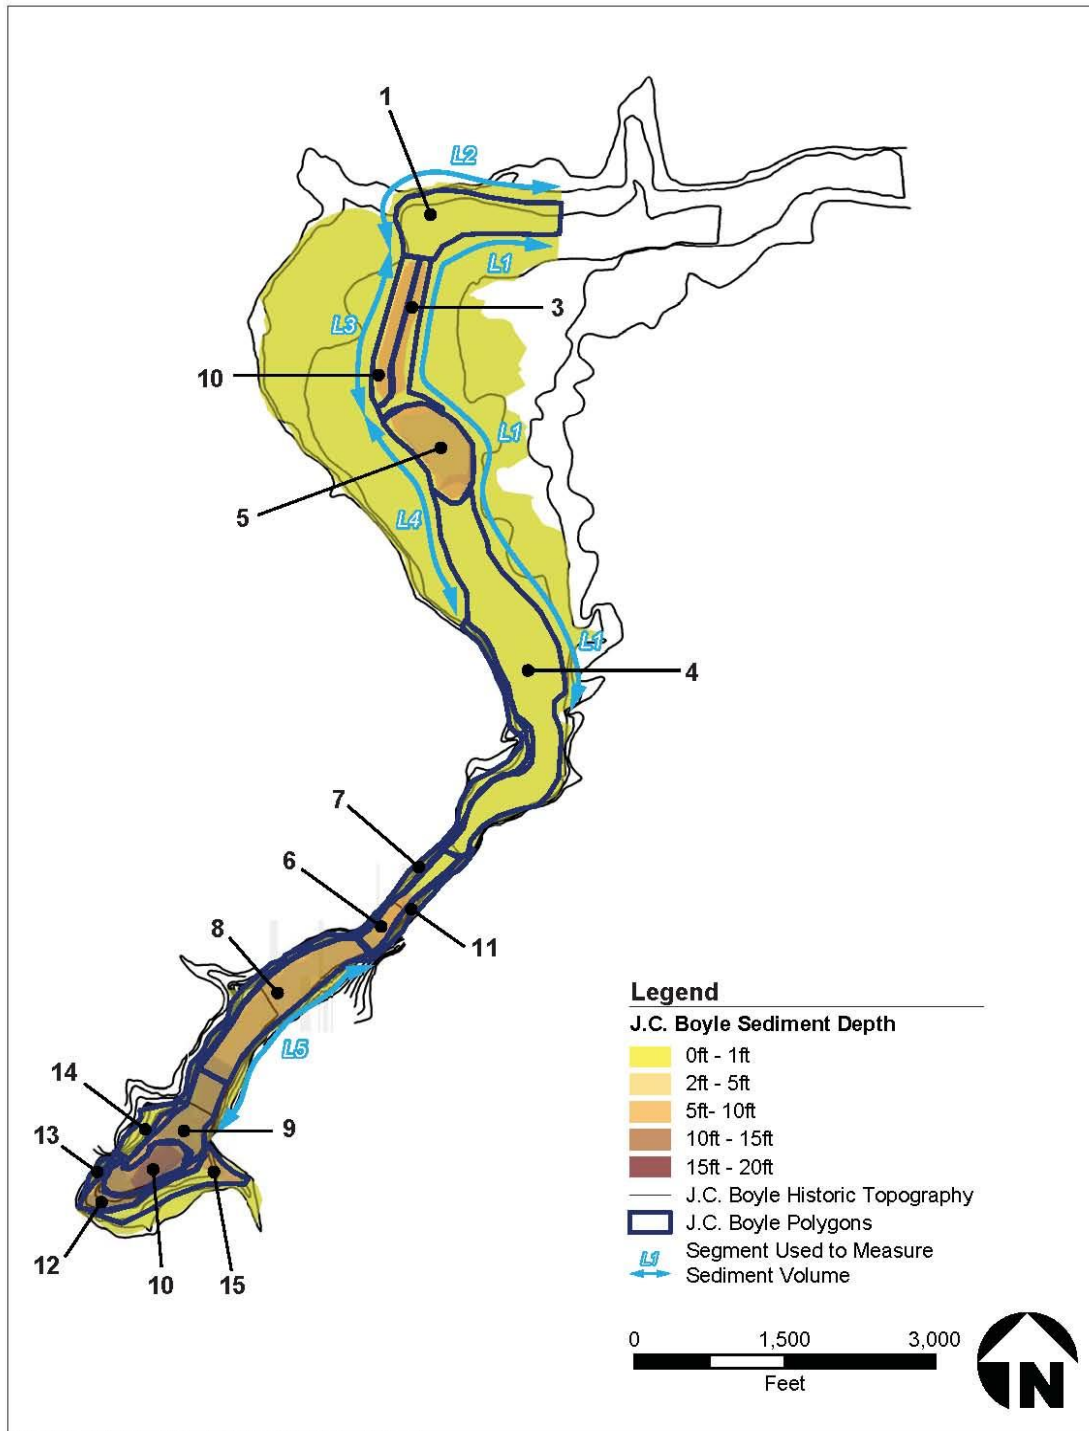 1
L2
L1
3
L3
10
L1
5
L4
L1
4
7
6
8
11
L5
14
9
13
12
10
15
Legend
J.C. Boyle Sediment Depth
0ft - 1ft
2ft - 5ft
5ft- 10ft
10ft - 15ft
15ft - 20ft
J.C. Boyle Historic Topography
J.C. Boyle Polygons
L1 Segment Used to Measure
Sediment Volume
0 1,500 3,000
Feet
N